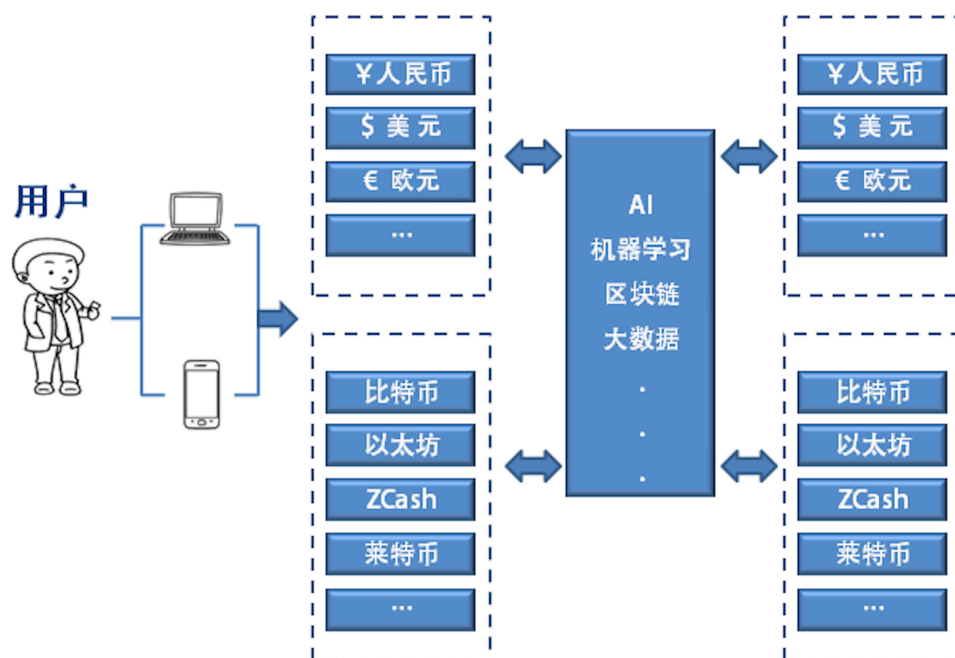 用户
¥人民币
$ 美元
€ 欧元
...
比特币
以太坊
ZCash
莱特币
...
AI
机器学习
区块链
大数据
.
.
.
¥人民币
$ 美元
€ 欧元
...
比特币
以太坊
ZCash
莱特币
...